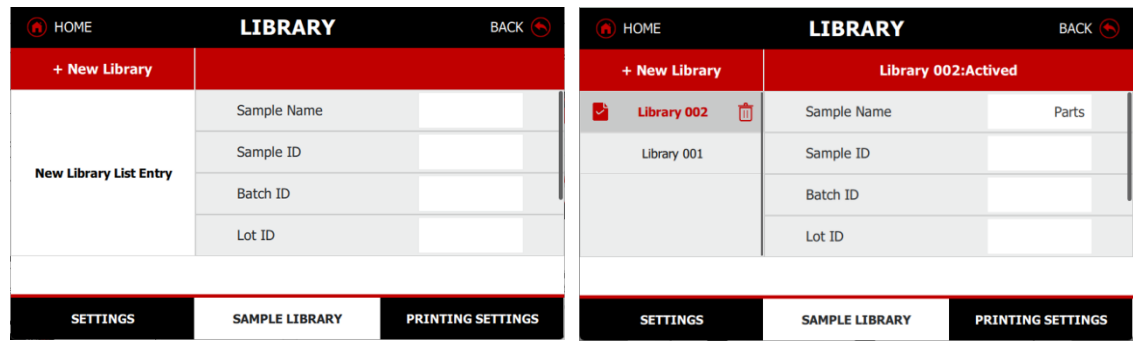 HOME LIBRARY BACK
+ New Library
New Library List Entry
Sample Name
Sample ID
Batch ID
Lot ID
SETTINGS SAMPLE LIBRARY PRINTING SETTINGS
HOME LIBRARY BACK
+ New Library Library 002:Actived
Library 002
Library 001
Sample Name Parts
Sample ID
Batch ID
Lot ID
SETTINGS SAMPLE LIBRARY PRINTING SETTINGS